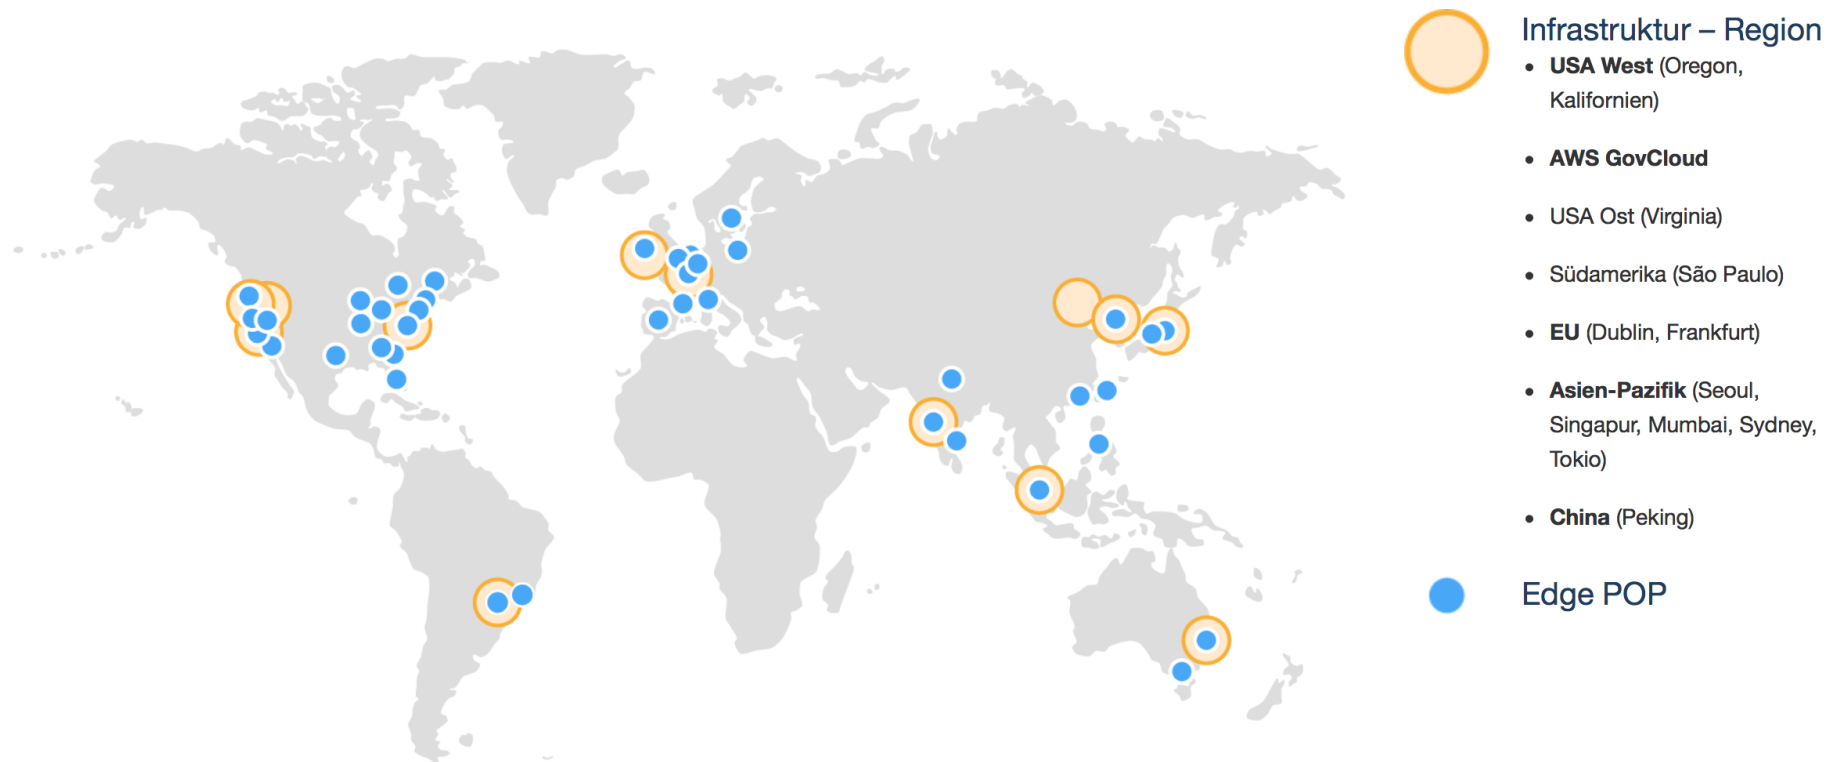 Infrastruktur – Region
• USA West (Oregon,
Kalifornien)
• AWS GovCloud
• USA Ost (Virginia)
• Südamerika (São Paulo)
• EU (Dublin, Frankfurt)
• Asien-Pazifik (Seoul,
Singapur, Mumbai, Sydney,
Tokio)
• China (Peking)
Edge POP